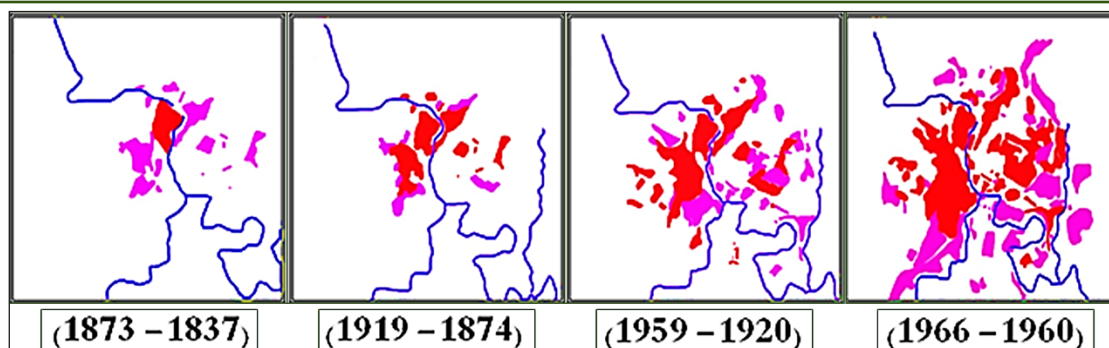 (1873 – 1837)
(1919 – 1874)
(1959 – 1920)
(1966 – 1960)